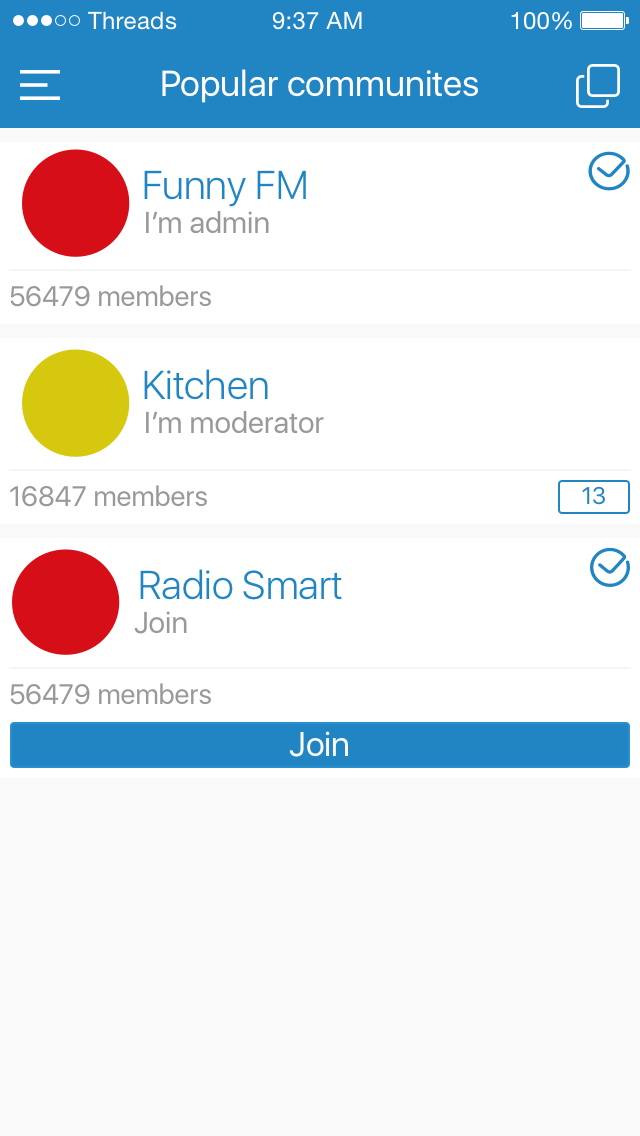 Threads 9:37 AM 100%
Popular communites
Funny FM
I'm admin
56479 members
Kitchen
I'm moderator
16847 members 13
Radio Smart
Join
56479 members
Join